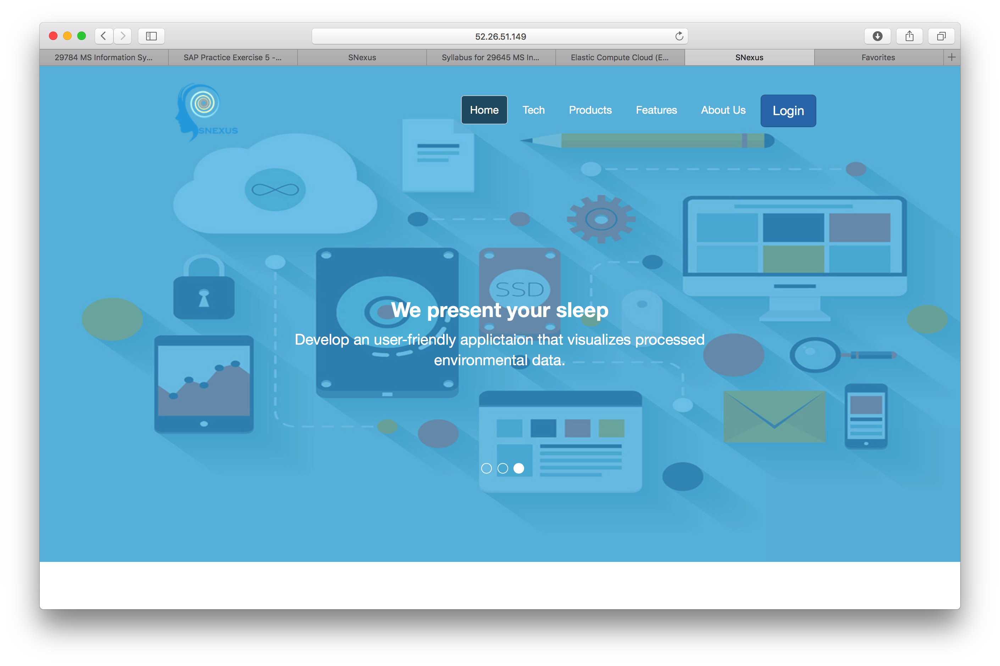 52.26.51.149
29784 MS Information Sy...
SAP Practice Exercise 5 -...
SNexus
Syllabus for 29645 MS In...
Elastic Compute Cloud (E...
SNexus
Favorites
SNEXUS
Home
Tech
Products
Features
About Us
Login
SSD
We present your sleep
Develop an user-friendly applictaion that visualizes processed
environmental data.